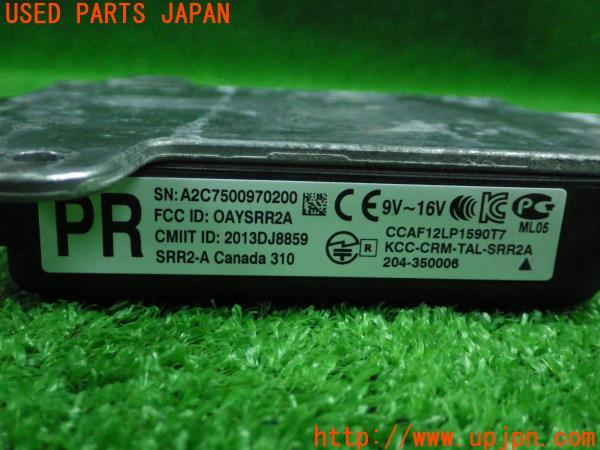 USED PARTS JAPAN
PR
SN: A2C7500970200
FCC ID: OAYSRR2A
CMIIT ID: 2013DJ8859
SRR2-A Canada 310
CE 9V~16V
ML05
CCAF12LP1590T7
R KCC-CRM-TAL-SRR2A
204-350006
http://www.upjpn.com/